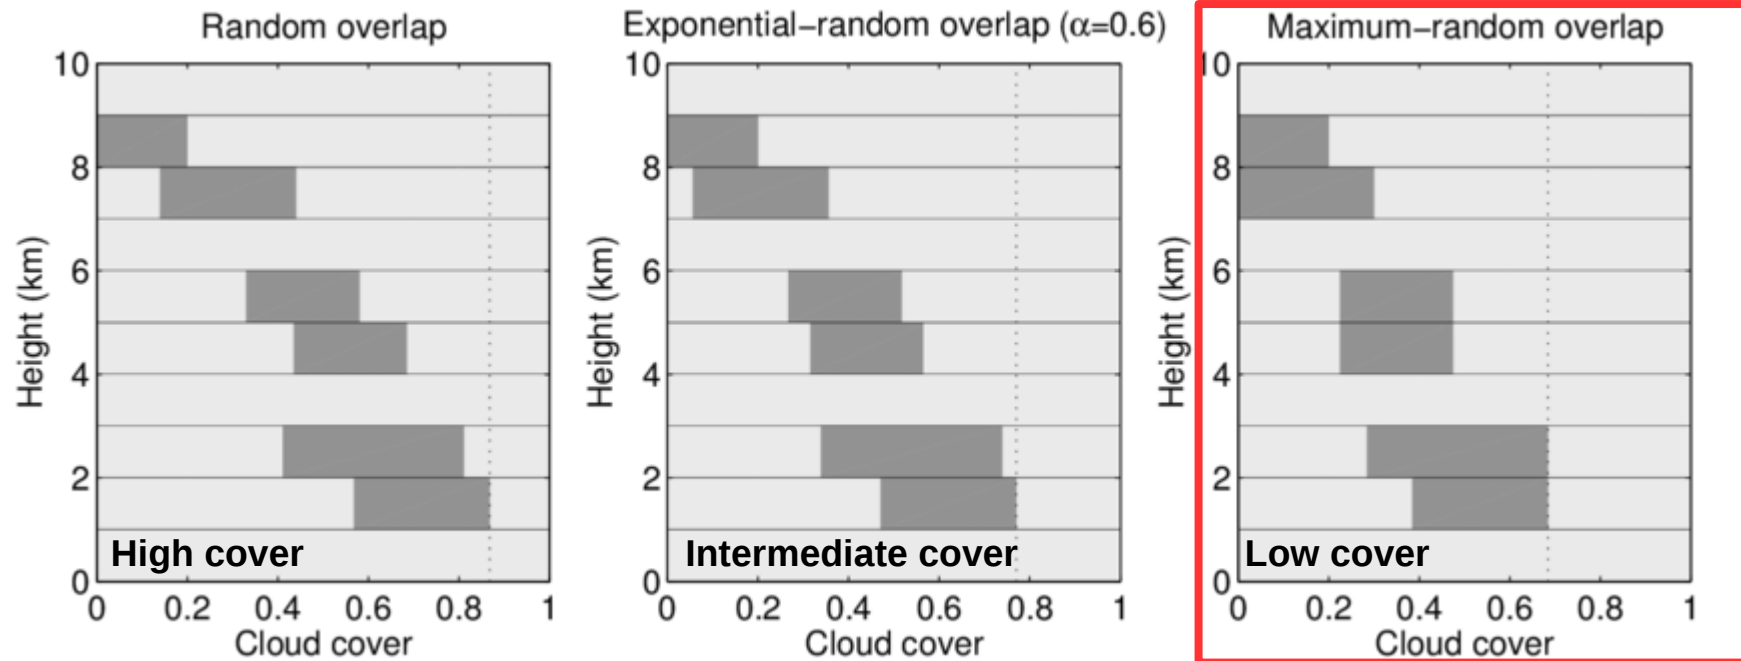 Random overlap
10
8
6
4
2
0
Height (km)
High cover
0 0.2 0.4 0.6 0.8 1
Cloud cover
Exponential−random overlap (α=0.6)
10
8
6
4
2
0
Height (km)
Intermediate cover
0 0.2 0.4 0.6 0.8 1
Cloud cover
Maximum−random overlap
10
8
6
4
2
0
Height (km)
Low cover
0 0.2 0.4 0.6 0.8 1
Cloud cover